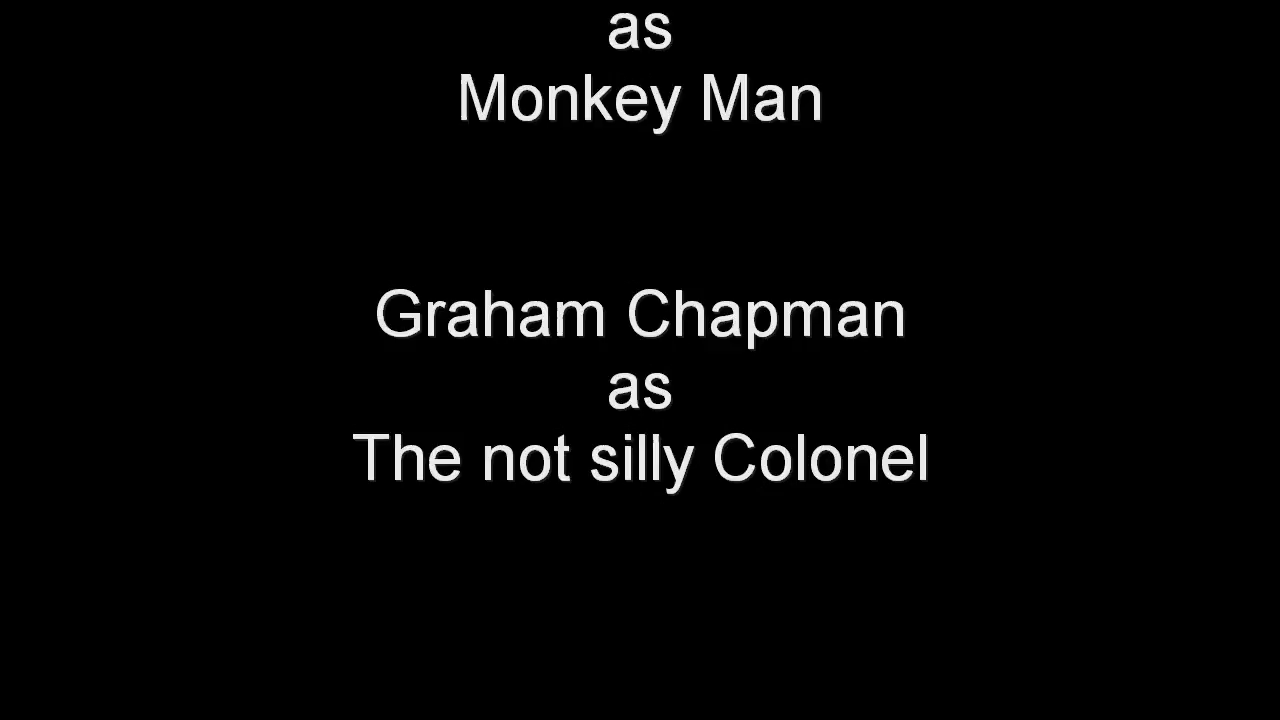 as
Monkey Man
Graham Chapman
as
The not silly Colonel